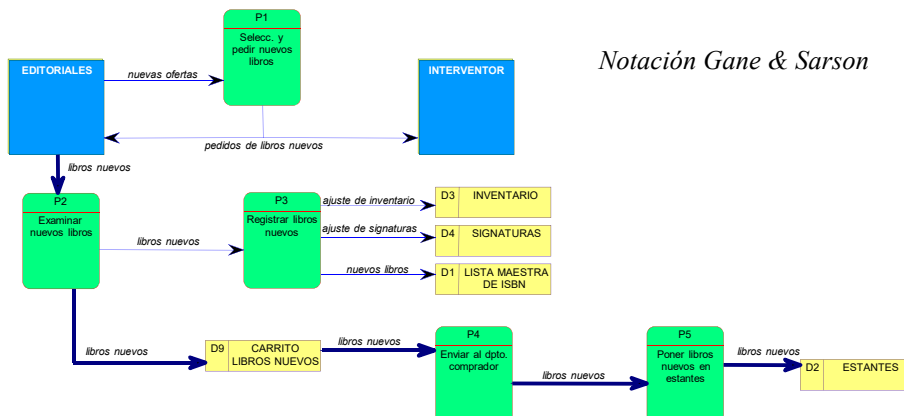 P1
Selecc. y
pedir nuevos
libros
Notación Gane & Sarson
EDITORIALES
nuevas ofertas
INTERVENTOR
pedidos de libros nuevos
libros nuevos
P2
Examinar
nuevos libros
libros nuevos
P3
Registrar libros
nuevos
ajuste de inventario
D3 INVENTARIO
ajuste de signaturas
D4 SIGNATURAS
nuevos libros
D1 LISTA MAESTRA
DE ISBN
libros nuevos
D9 CARRITO
LIBROS NUEVOS
libros nuevos
P4
Enviar al dpto.
comprador
libros nuevos
P5
Poner libros
nuevos en
estantes
libros nuevos
D2 ESTANTES